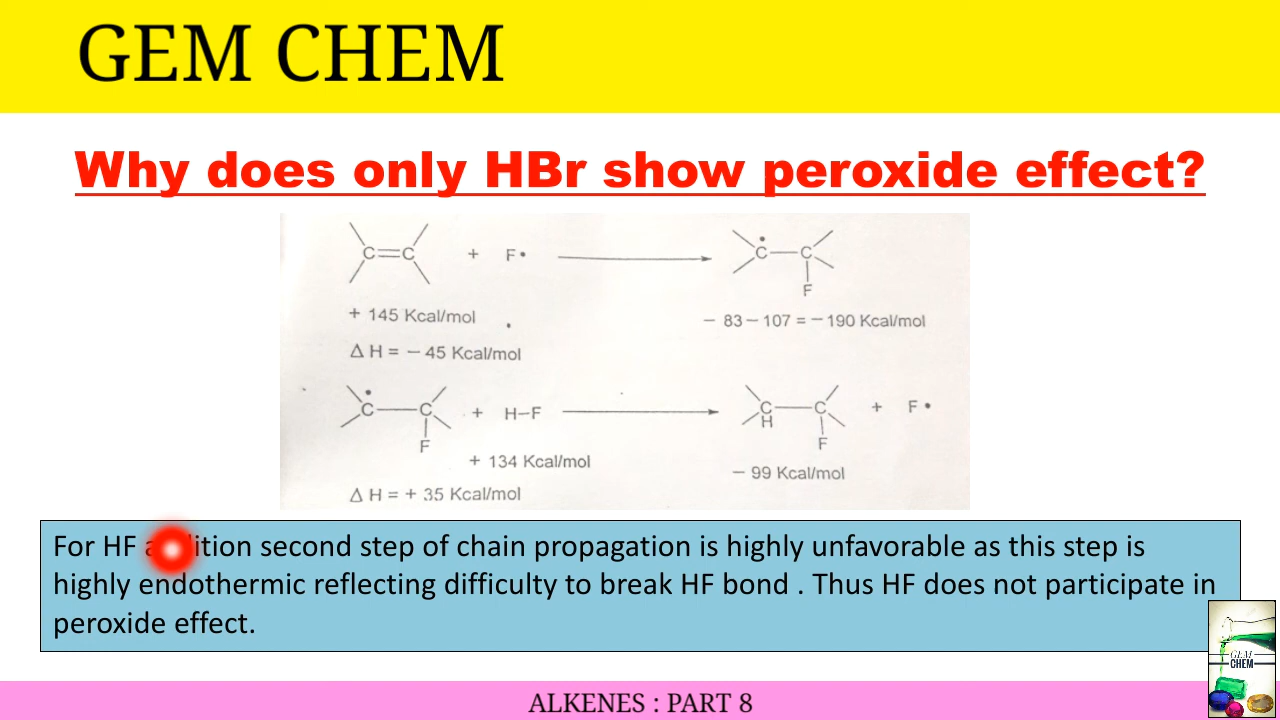 GEM CHEM
Why does only HBr show peroxide effect?
C=C + F• → •C—C
F
+ 145 Kcal/mol
− 83 − 107 = − 190 Kcal/mol
Δ H = − 45 Kcal/mol
•C—C + H−F → C—C + F•
H
F F
+ 134 Kcal/mol
− 99 Kcal/mol
Δ H = + 35 Kcal/mol
For HF second step of chain propagation is highly unfavorable as this step is
highly endothermic reflecting difficulty to break HF bond . Thus HF does not participate in
peroxide effect.
GEM
CHEM
ALKENES : PART 8